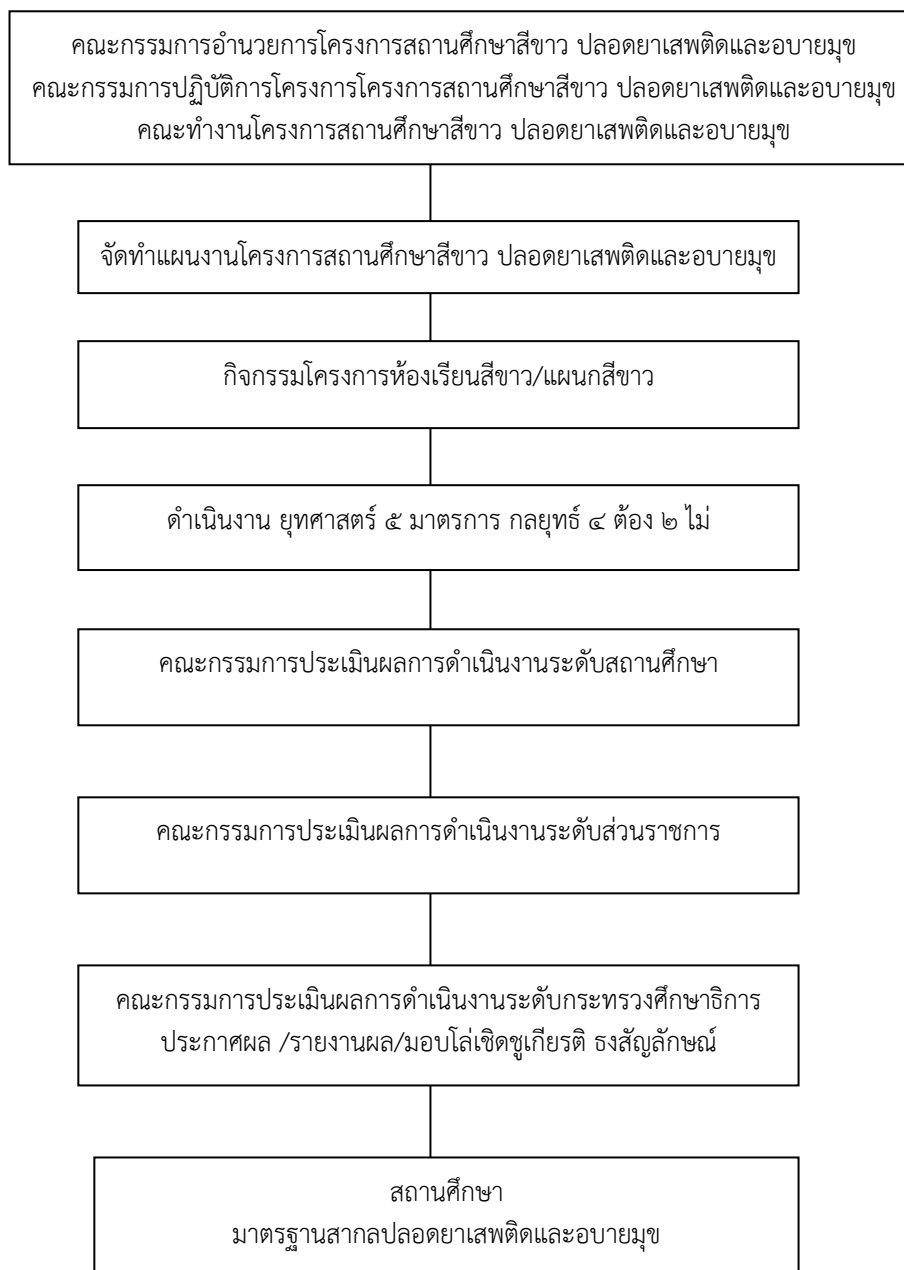 คณะกรรมการอำนวยการโครงการสถานศึกษาสีขาว ปลอดยาเสพติดและอบายมุข
คณะกรรมการปฏิบัติการโครงการโครงการสถานศึกษาสีขาว ปลอดยาเสพติดและอบายมุข
คณะทำงานโครงการสถานศึกษาสีขาว ปลอดยาเสพติดและอบายมุข
จัดทำแผนงานโครงการสถานศึกษาสีขาว ปลอดยาเสพติดและอบายมุข
กิจกรรมโครงการห้องเรียนสีขาว/แผนกสีขาว
ดำเนินงาน ยุทศาสตร์ ๕ มาตรการ กลยุทธ์ ๔ ต้อง ๒ ไม่
คณะกรรมการประเมินผลการดำเนินงานระดับสถานศึกษา
คณะกรรมการประเมินผลการดำเนินงานระดับส่วนราชการ
คณะกรรมการประเมินผลการดำเนินงานระดับกระทรวงศึกษาธิการ
ประกาศผล /รายงานผล/มอบโล่เชิดชูเกียรติ ธงสัญลักษณ์
สถานศึกษา
มาตรฐานสากลปลอดยาเสพติดและอบายมุข